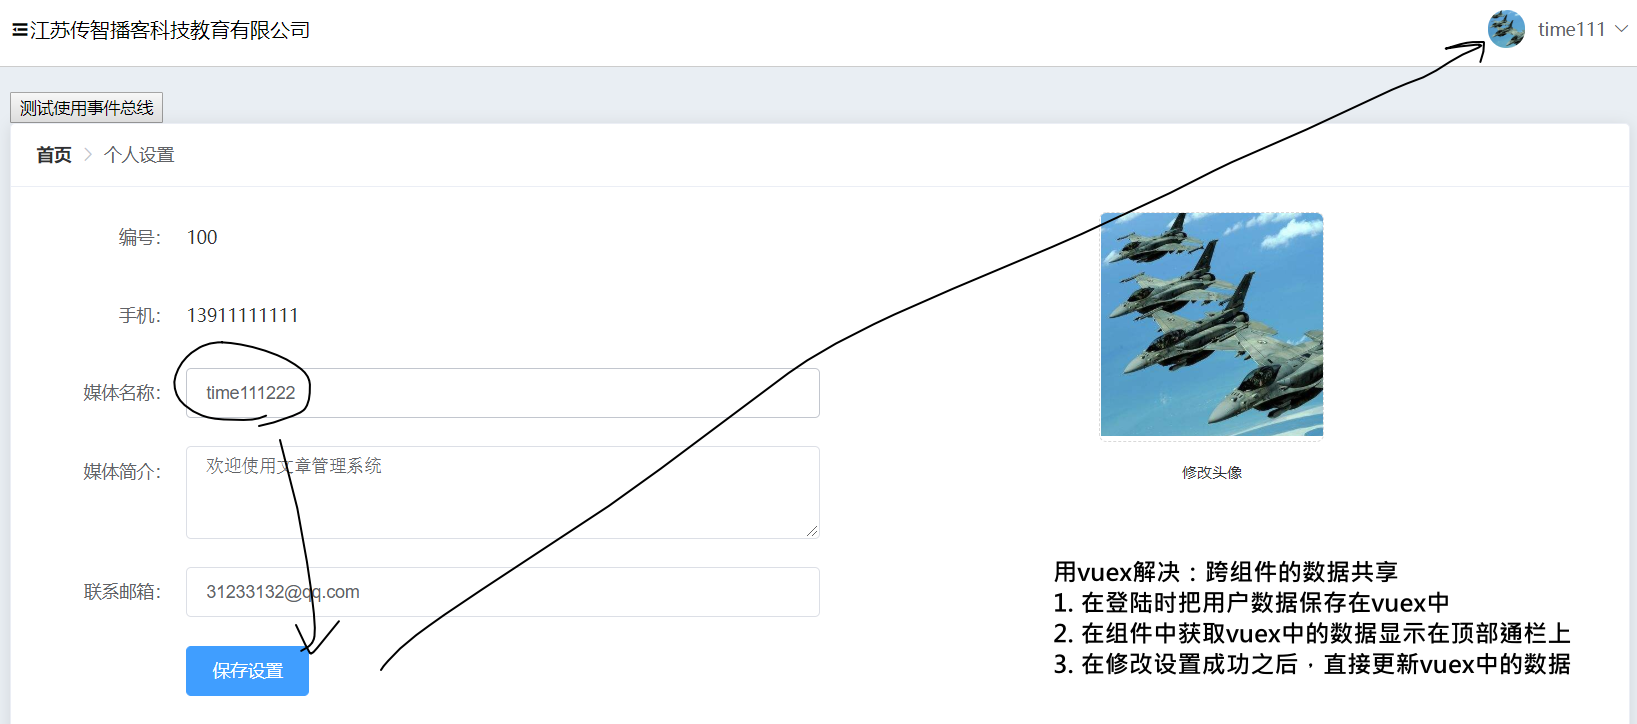 江苏传智播客科技教育有限公司
time111
测试使用事件总线
首页 > 个人设置
编号： 100
手机： 13911111111
媒体名称： time111222
媒体简介： 欢迎使用文章管理系统
联系邮箱： 31233132@qq.com
保存设置
修改头像
用vuex解决：跨组件的数据共享
1. 在登陆时把用户数据保存在vuex中
2. 在组件中获取vuex中的数据显示在顶部通栏上
3. 在修改设置成功之后，直接更新vuex中的数据